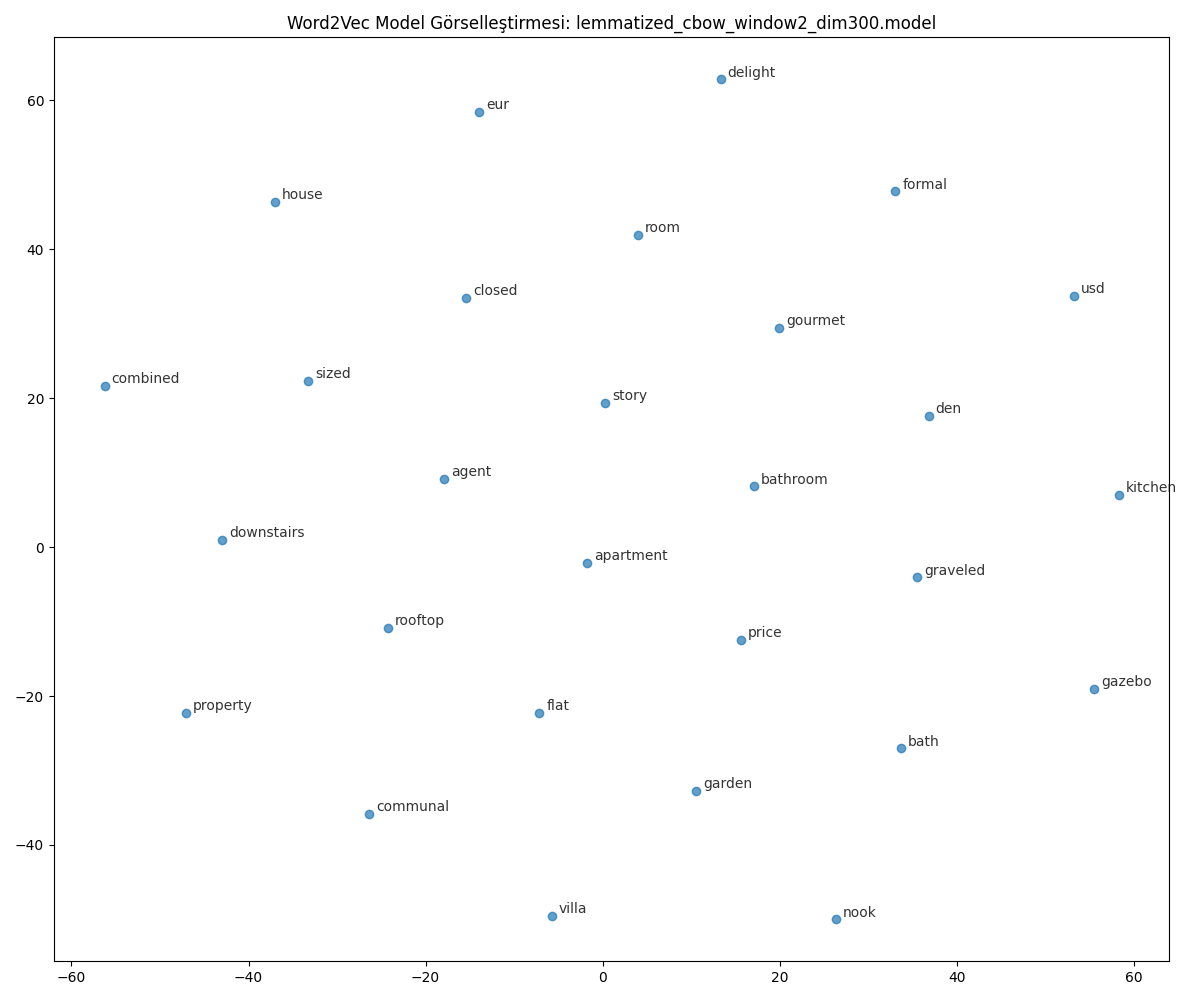 Word2Vec Model Görselleştirmesi: lemmatized_cbow_window2_dim300.model
delight
60
eur
house
formal
room
40
closed
usd
gourmet
combined
sized
20
story
den
agent
bathroom
kitchen
downstairs
0
apartment
graveled
rooftop
price
−20
property
flat
gazebo
bath
garden
communal
−40
villa
nook
−60
−40
−20
0
20
40
60